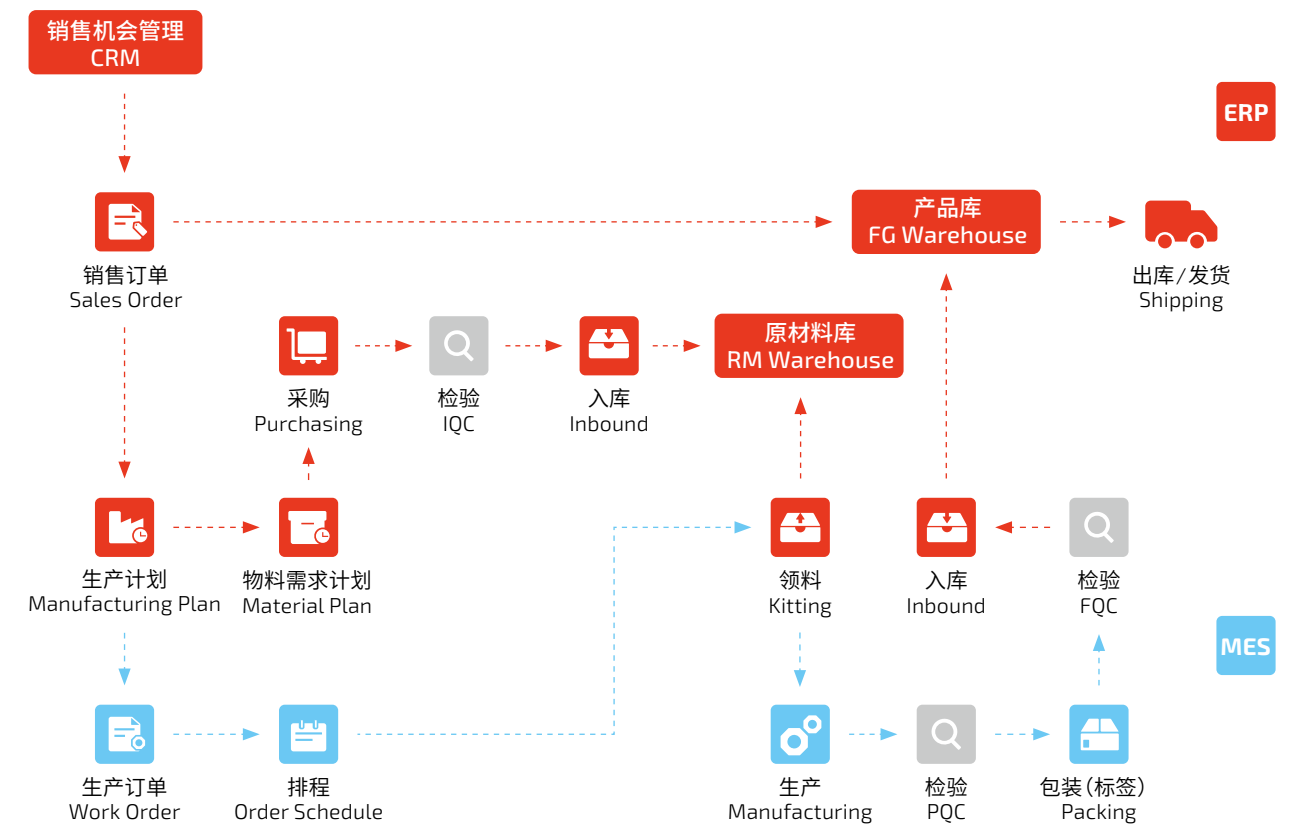 销售机会管理
CRM
ERP
产品库
FG Warehouse
销售订单
Sales Order
出库/发货
Shipping
原材料库
RM Warehouse
采购
Purchasing
检验
IQC
入库
Inbound
生产计划
Manufacturing Plan
物料需求计划
Material Plan
领料
Kitting
入库
Inbound
检验
FQC
MES
生产订单
Work Order
排程
Order Schedule
生产
Manufacturing
检验
PQC
包装(标签)
Packing